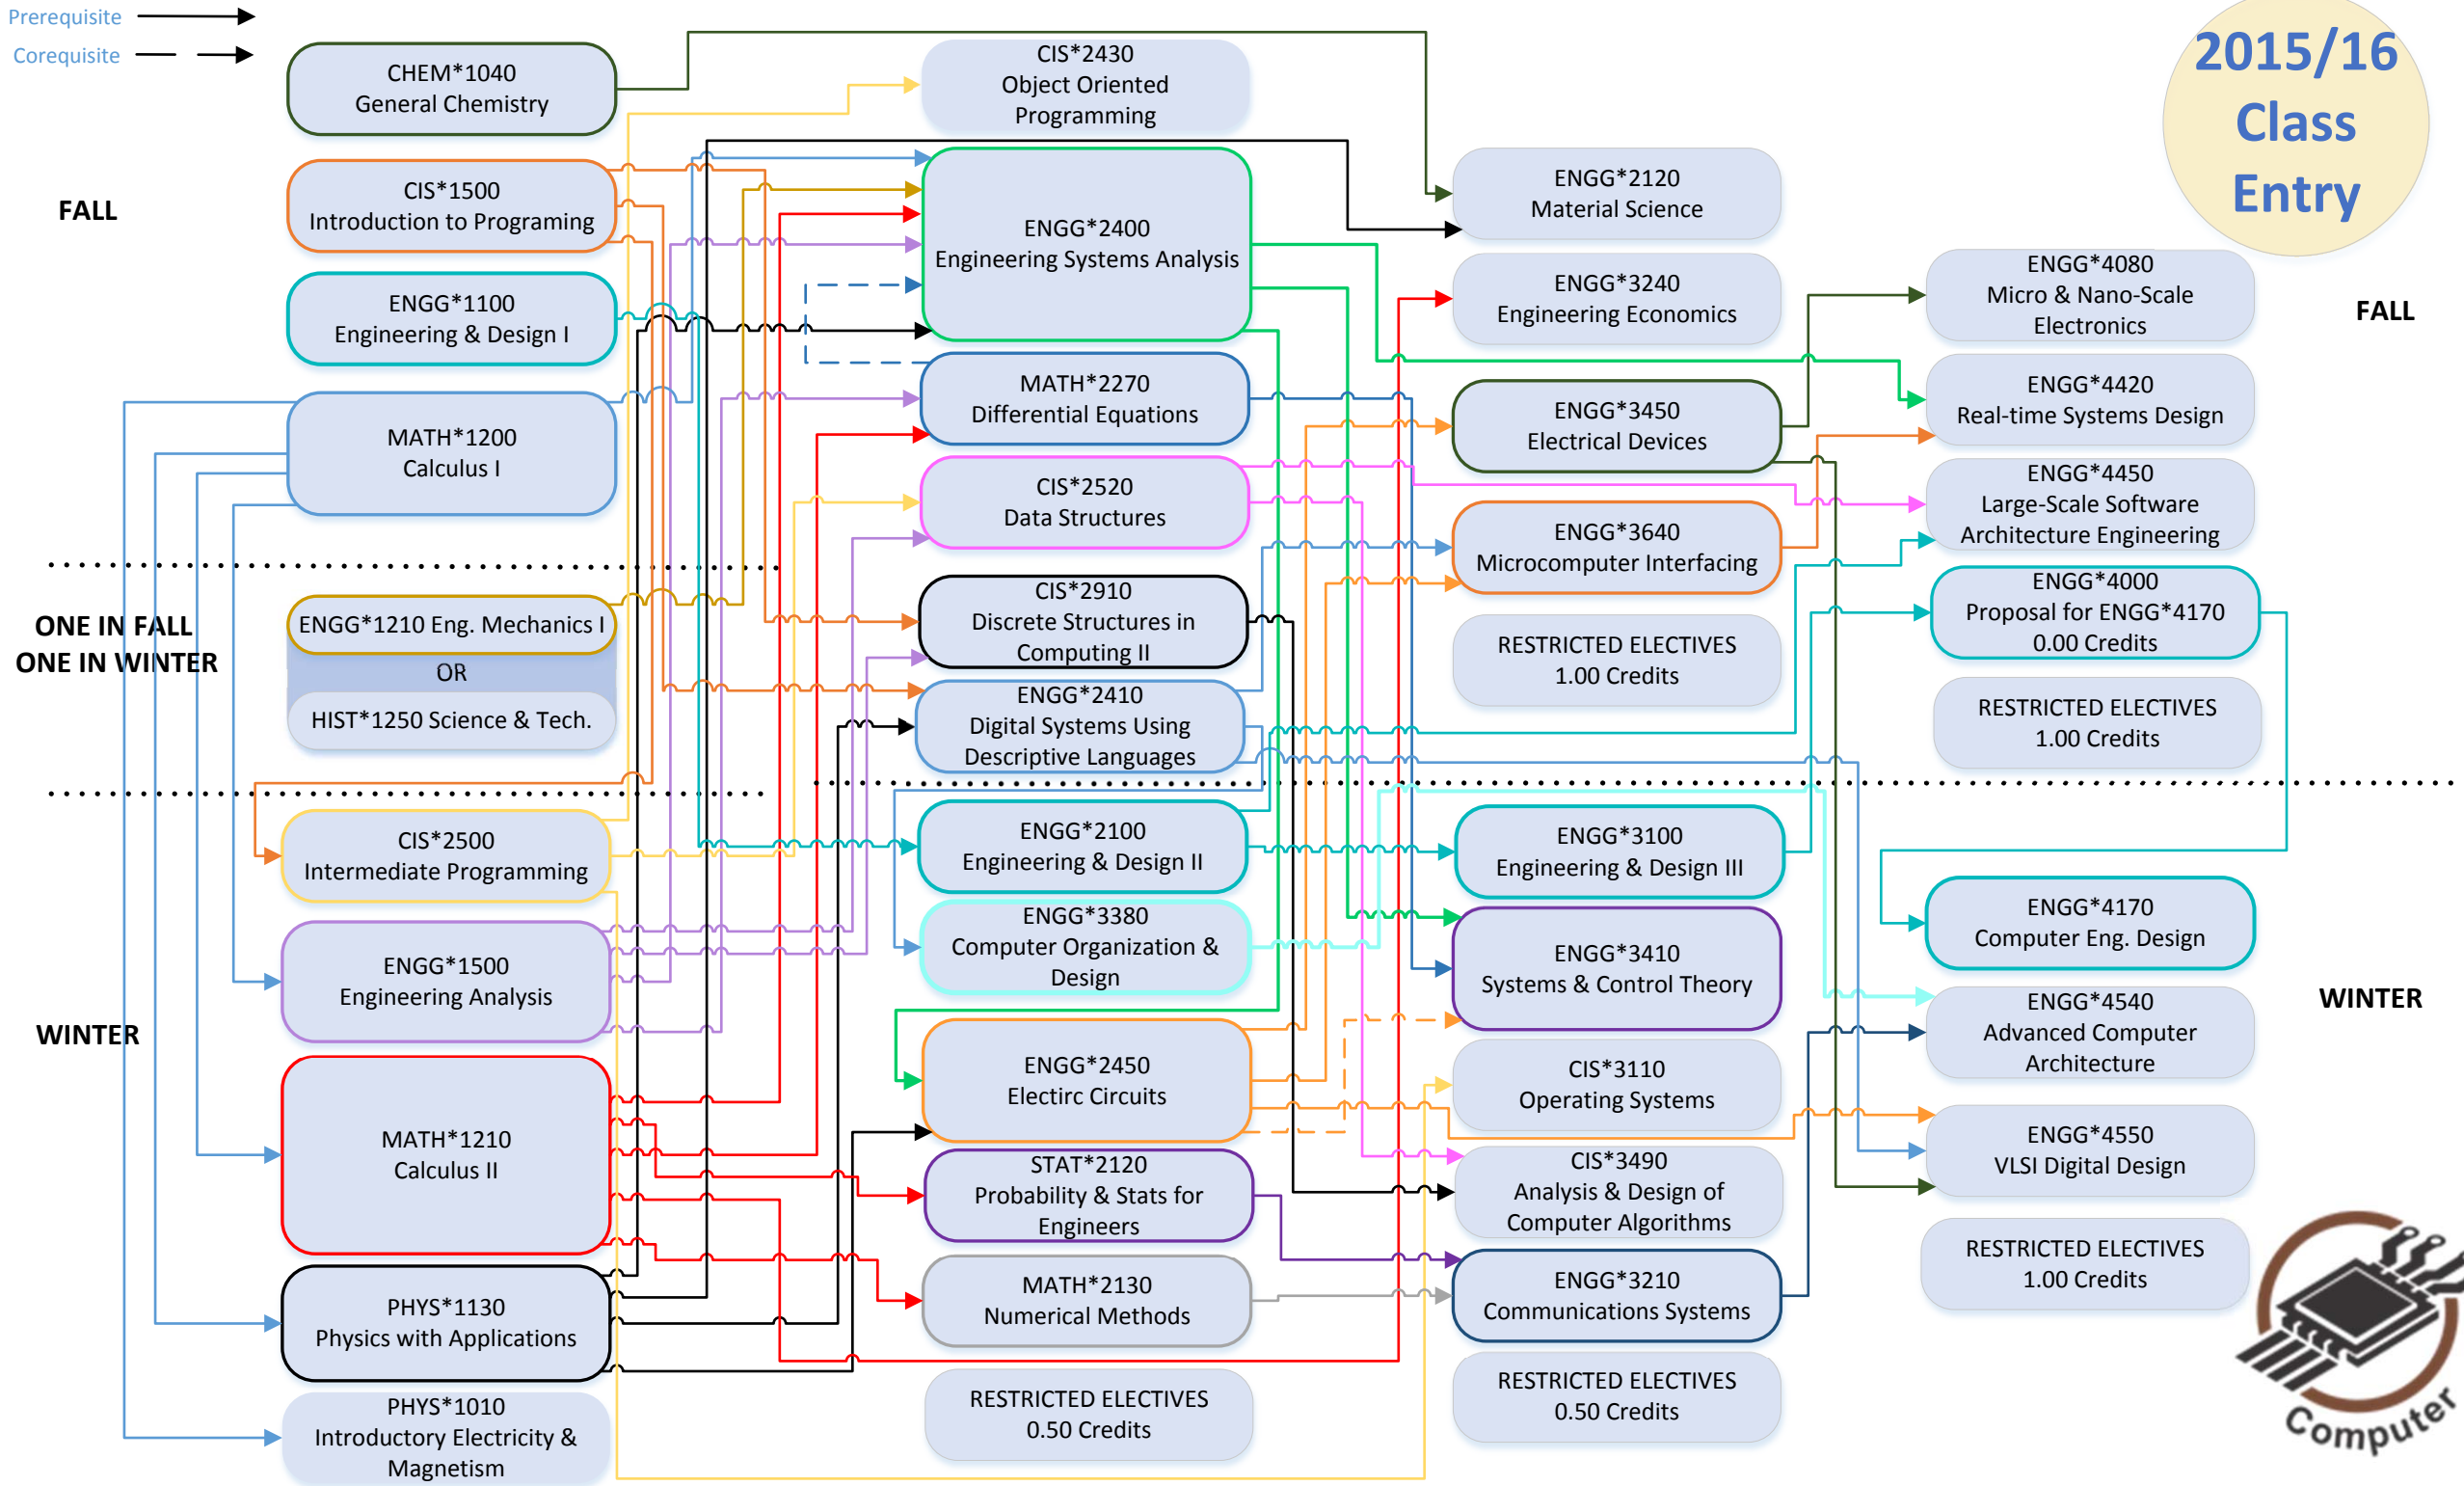 Prerequisite
Corequisite
2015/16
Class
Entry
FALL
ONE IN FALL
ONE IN WINTER
WINTER
CHEM*1040
General Chemistry
CIS*1500
Introduction to Programing
ENGG*1100
Engineering & Design I
MATH*1200
Calculus I
ENGG*1210 Eng. Mechanics I
OR
HIST*1250 Science & Tech.
CIS*2500
Intermediate Programming
ENGG*1500
Engineering Analysis
MATH*1210
Calculus II
PHYS*1130
Physics with Applications
PHYS*1010
Introductory Electricity &
Magnetism
CIS*2430
Object Oriented
Programming
ENGG*2400
Engineering Systems Analysis
MATH*2270
Differential Equations
CIS*2520
Data Structures
CIS*2910
Discrete Structures in
Computing II
ENGG*2410
Digital Systems Using
Descriptive Languages
ENGG*2100
Engineering & Design II
ENGG*3380
Computer Organization &
Design
ENGG*2450
Electirc Circuits
STAT*2120
Probability & Stats for
Engineers
MATH*2130
Numerical Methods
RESTRICTED ELECTIVES
0.50 Credits
ENGG*2120
Material Science
ENGG*3240
Engineering Economics
ENGG*3450
Electrical Devices
ENGG*3640
Microcomputer Interfacing
RESTRICTED ELECTIVES
1.00 Credits
ENGG*3100
Engineering & Design III
ENGG*3410
Systems & Control Theory
CIS*3110
Operating Systems
CIS*3490
Analysis & Design of
Computer Algorithms
ENGG*3210
Communications Systems
RESTRICTED ELECTIVES
0.50 Credits
ENGG*4080
Micro & Nano-Scale
Electronics
ENGG*4420
Real-time Systems Design
ENGG*4450
Large-Scale Software
Architecture Engineering
ENGG*4000
Proposal for ENGG*4170
0.00 Credits
RESTRICTED ELECTIVES
1.00 Credits
ENGG*4170
Computer Eng. Design
ENGG*4540
Advanced Computer
Architecture
ENGG*4550
VLSI Digital Design
RESTRICTED ELECTIVES
1.00 Credits
FALL
WINTER
Computer